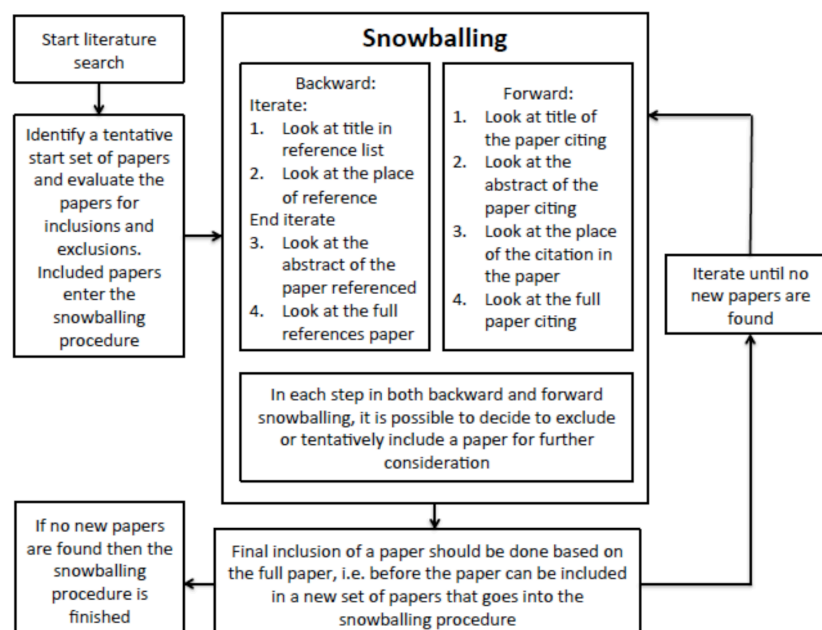 Start literature
search
Identify a tentative
start set of papers
and evaluate the
papers for
inclusions and
exclusions.
Included papers
enter the
snowballing
procedure
Snowballing
Backward:
Iterate:
1. Look at title in
reference list
2. Look at the place
of reference
End iterate
3. Look at the
abstract of the
paper referenced
4. Look at the full
references paper
Forward:
1. Look at title of
the paper citing
2. Look at the
abstract of the
paper citing
3. Look at the place
of the citation in
the paper
4. Look at the full
paper citing
In each step in both backward and forward
snowballing, it is possible to decide to exclude
or tentatively include a paper for further
consideration
Iterate until no
new papers are
found
Final inclusion of a paper should be done based on
the full paper, i.e. before the paper can be included
in a new set of papers that goes into the
snowballing procedure
If no new papers
are found then the
snowballing
procedure is
finished